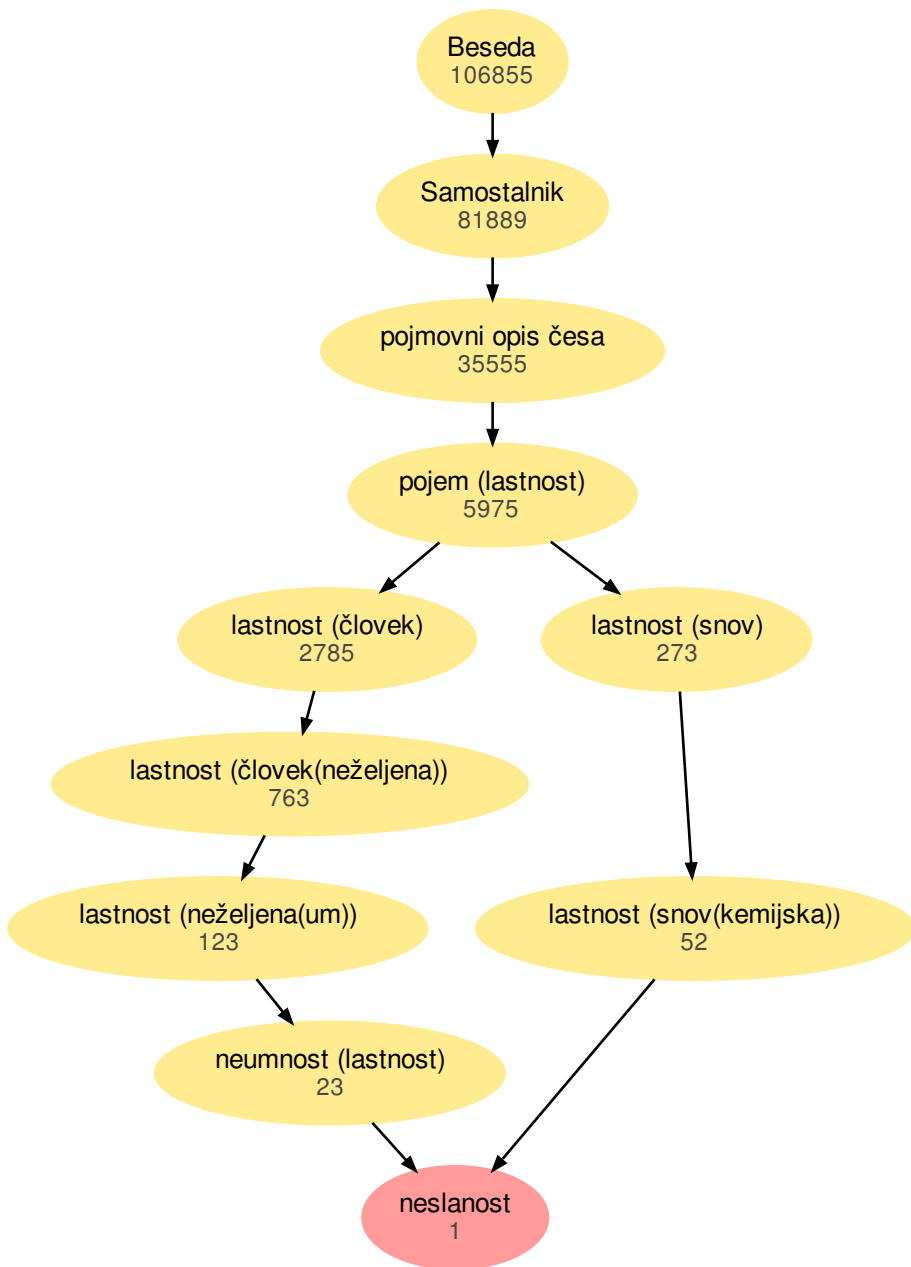 Beseda
106855
Samostalnik
81889
pojmovni opis česa
35555
pojem (lastnost)
5975
lastnost (človek)
2785
lastnost (snov)
273
lastnost (človek(neželjena))
763
lastnost (neželjena(um))
123
lastnost (snov(kemijska))
52
neumnost (lastnost)
23
neslanost
1